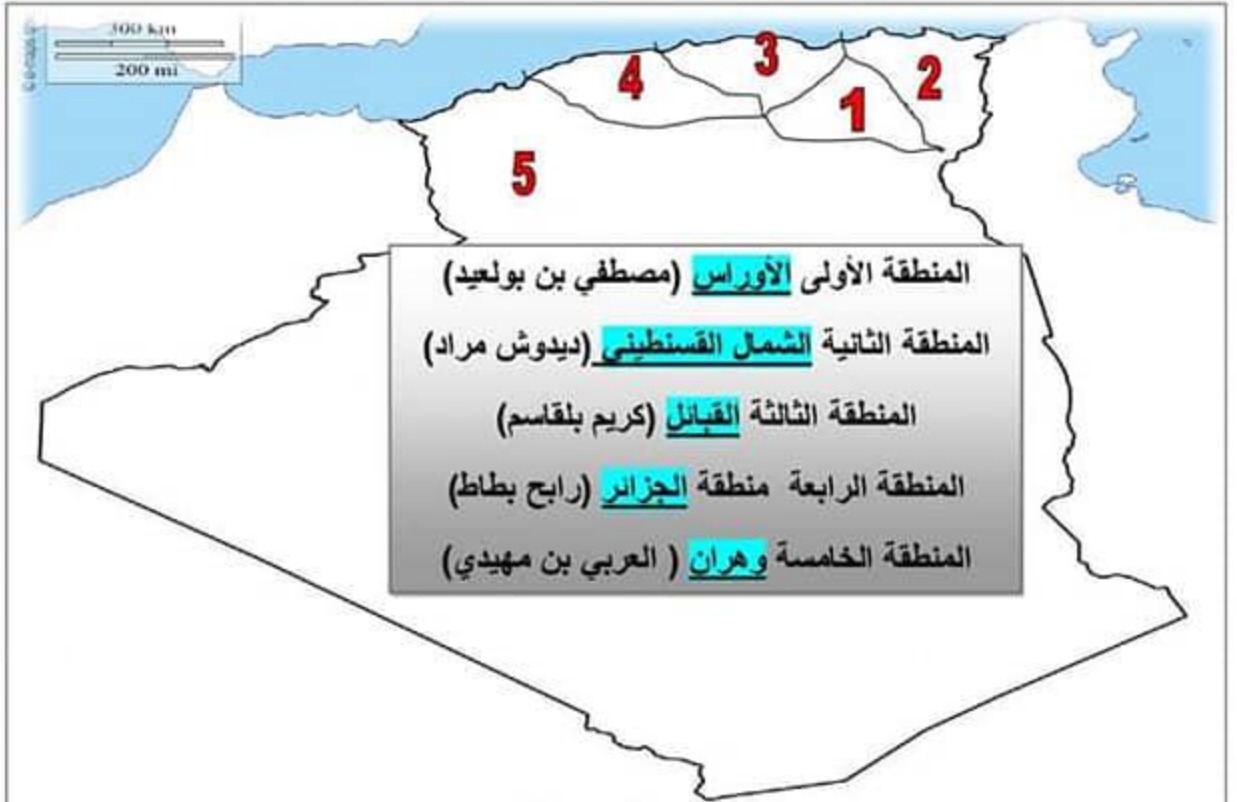 300 km
200 mi
3
4
2
1
5
المنطقة الأولى الأوراس (مصطفي بن بولعيد)
المنطقة الثانية الشمال القسنطيني (ديدوش مراد)
المنطقة الثالثة القبائل (كريم بلقاسم)
المنطقة الرابعة منطقة الجزائر (رابح بطاط)
المنطقة الخامسة وهران ( العربي بن مهيدي)